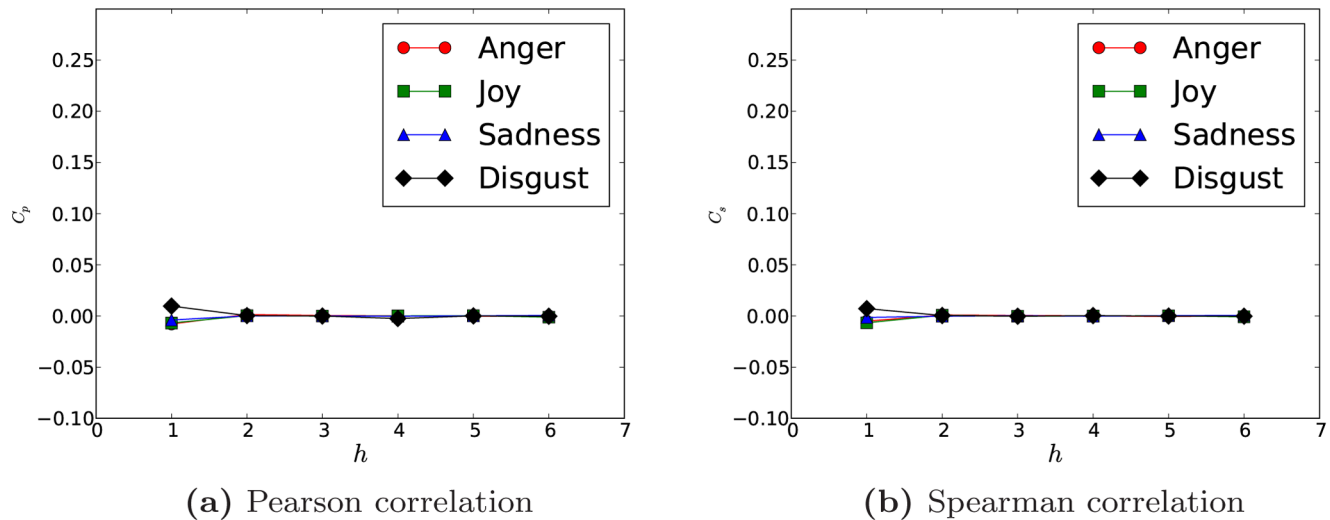 0.25
0.20
0.15
0.10
0.05
0.00
−0.05
−0.10
C_p
0 1 2 3 4 5 6 7
h
Anger
Joy
Sadness
Disgust
(a) Pearson correlation
0.25
0.20
0.15
0.10
0.05
0.00
−0.05
−0.10
C_s
0 1 2 3 4 5 6 7
h
Anger
Joy
Sadness
Disgust
(b) Spearman correlation